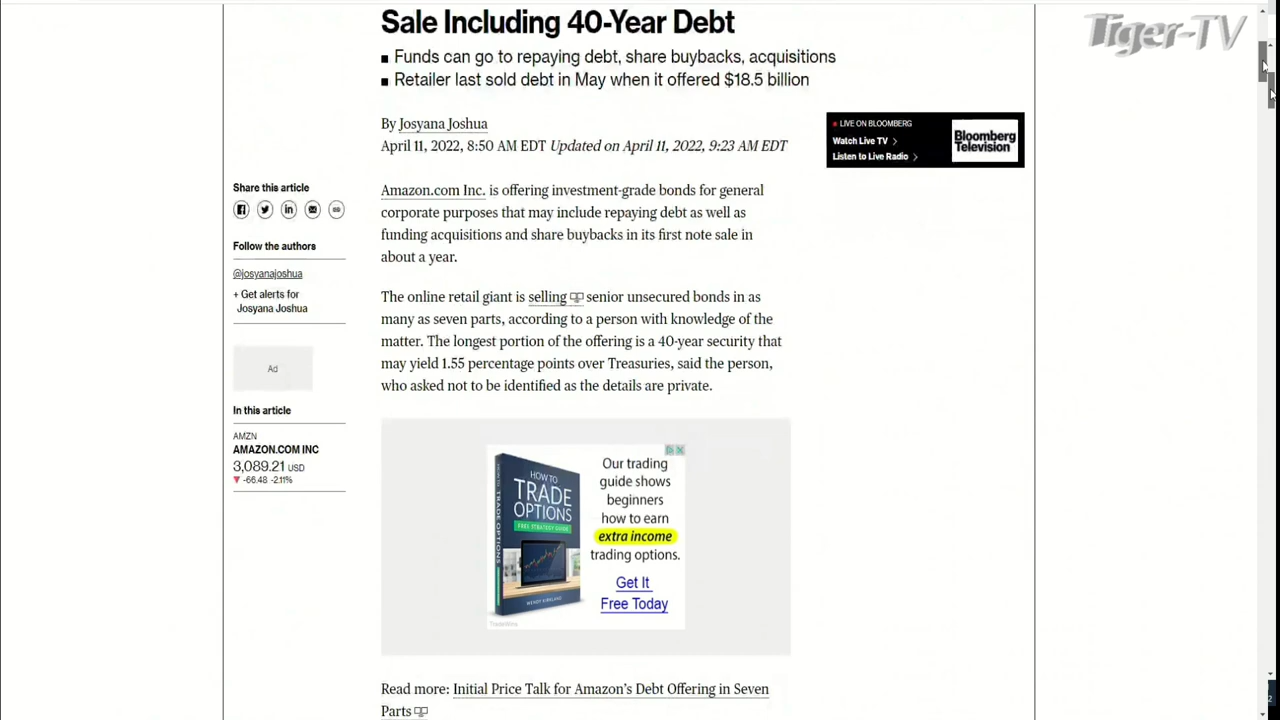 Tiger-TV
Sale Including 40-Year Debt
Funds can go to repaying debt, share buybacks, acquisitions
Retailer last sold debt in May when it offered $18.5 billion
By Josyana Joshua
April 11, 2022, 8:50 AM EDT Updated on April 11, 2022, 9:23 AM EDT
LIVE ON BLOOMBERG
Watch Live TV
Listen to Live Radio
Bloomberg
Television
Share this article
Follow the authors
@josyanajoshua
+ Get alerts for
Josyana Joshua
Ad
In this article
AMZN
AMAZON.COM INC
3,089.21 USD
▼ -66.48 -2.11%
Amazon.com Inc. is offering investment-grade bonds for general
corporate purposes that may include repaying debt as well as
funding acquisitions and share buybacks in its first note sale in
about a year.
The online retail giant is selling senior unsecured bonds in as
many as seven parts, according to a person with knowledge of the
matter. The longest portion of the offering is a 40-year security that
may yield 1.55 percentage points over Treasuries, said the person,
who asked not to be identified as the details are private.
HOW TO
TRADE
OPTIONS
FREE STRATEGY GUIDE
WENDY KIRKLAND
HOW TO TRADE OPTIONS
Our trading
guide shows
beginners
how to earn
extra income
trading options.
Get It
Free Today
TradeWins
Read more: Initial Price Talk for Amazon's Debt Offering in Seven
Parts